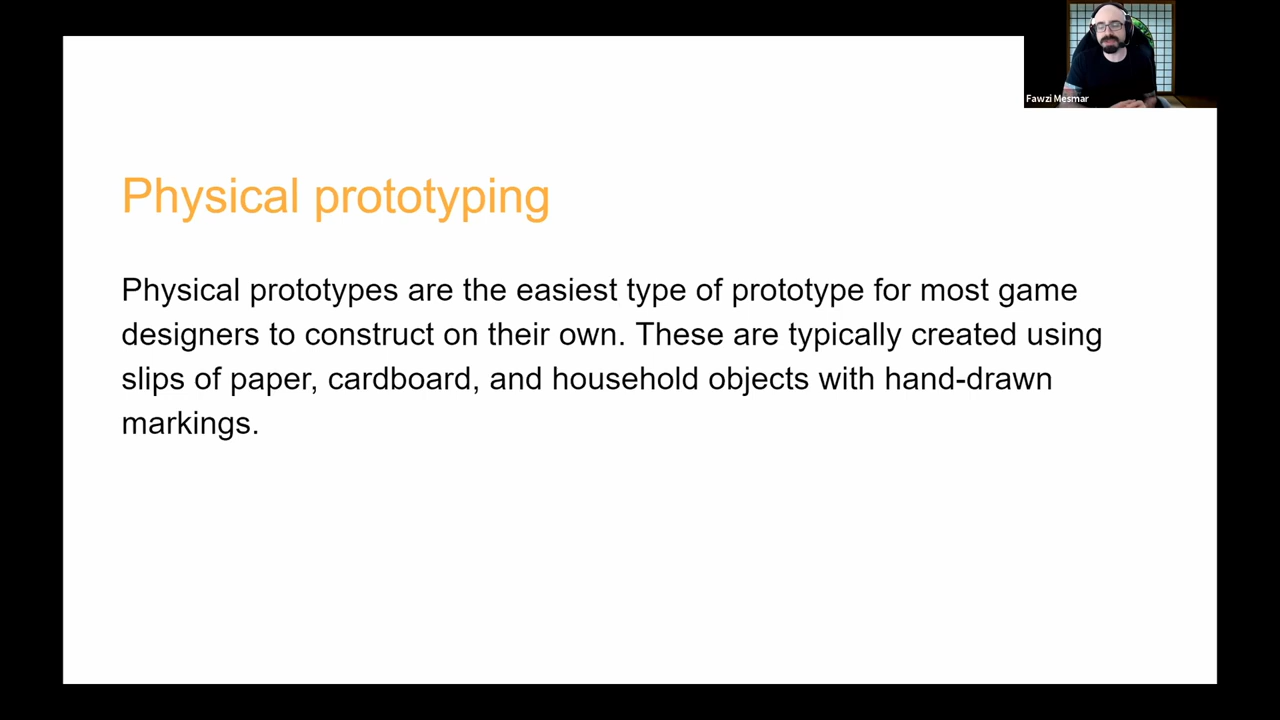 Fawzi Mesmar
Physical prototyping
Physical prototypes are the easiest type of prototype for most game
designers to construct on their own. These are typically created using
slips of paper, cardboard, and household objects with hand-drawn
markings.